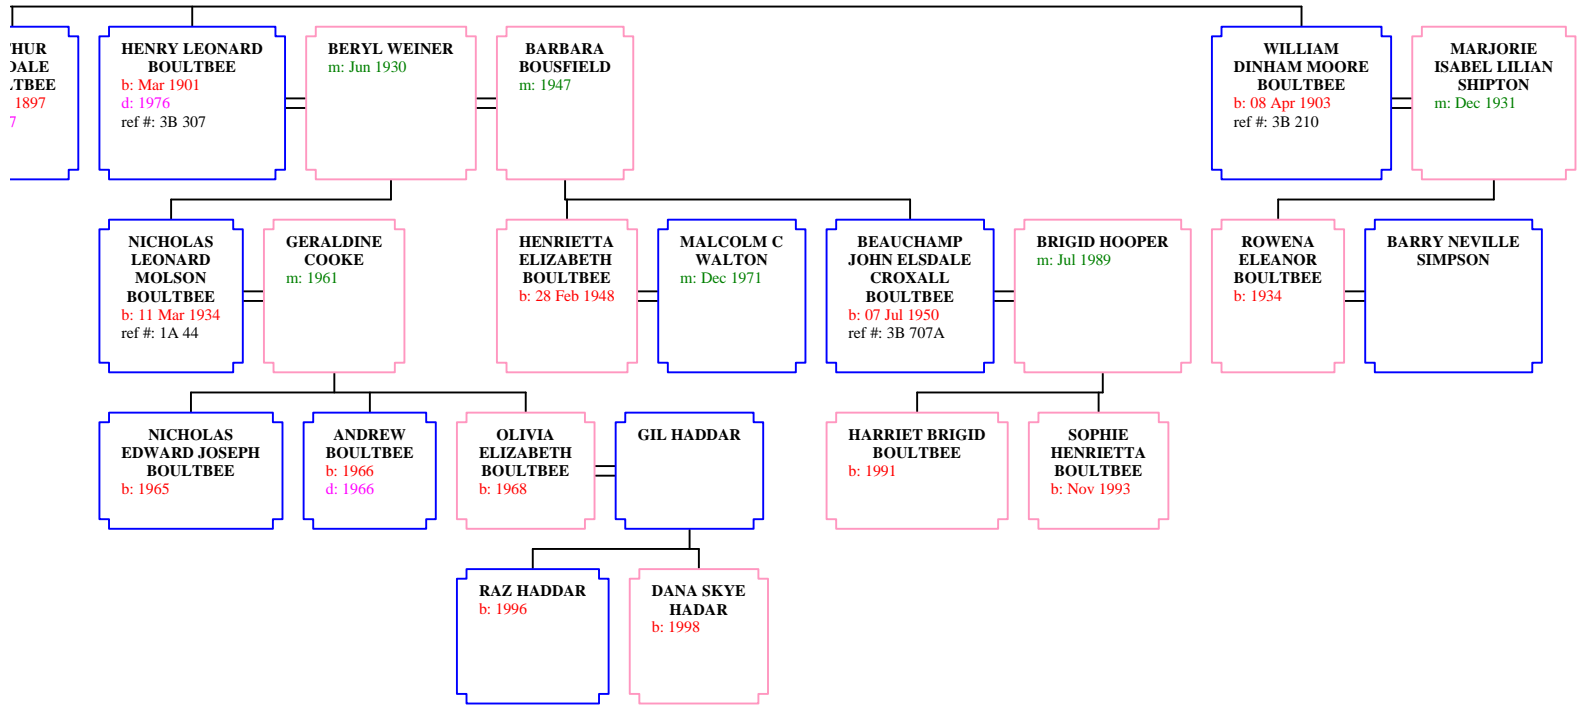 HENRY LEONARD
BOULTBEE
b: Mar 1901
d: 1976
ref #: 3B 307
BERYL WEINER
m: Jun 1930
BARBARA
BOUSFIELD
m: 1947
WILLIAM
DINHAM MOORE
BOULTBEE
b: 08 Apr 1903
ref #: 3B 210
MARJORIE
ISABEL LILIAN
SHIPTON
m: Dec 1931
1897
7
NICHOLAS
LEONARD
MOLSON
BOULTBEE
b: 11 Mar 1934
ref #: 1A 44
GERALDINE
COOKE
m: 1961
HENRIETTA
ELIZABETH
BOULTBEE
b: 28 Feb 1948
MALCOLM C
WALTON
m: Dec 1971
BEAUCHAMP
JOHN ELSDALE
CROXALL
BOULTBEE
b: 07 Jul 1950
ref #: 3B 707A
BRIGID HOOPER
m: Jul 1989
ROWENA
ELEANOR
BOULTBEE
b: 1934
BARRY NEVILLE
SIMPSON
NICHOLAS
EDWARD JOSEPH
BOULTBEE
b: 1965
ANDREW
BOULTBEE
b: 1966
d: 1966
OLIVIA
ELIZABETH
BOULTBEE
b: 1968
GIL HADDAR
HARRIET BRIGID
BOULTBEE
b: 1991
SOPHIE
HENRIETTA
BOULTBEE
b: Nov 1993
RAZ HADDAR
b: 1996
DANA SKYE
HADAR
b: 1998